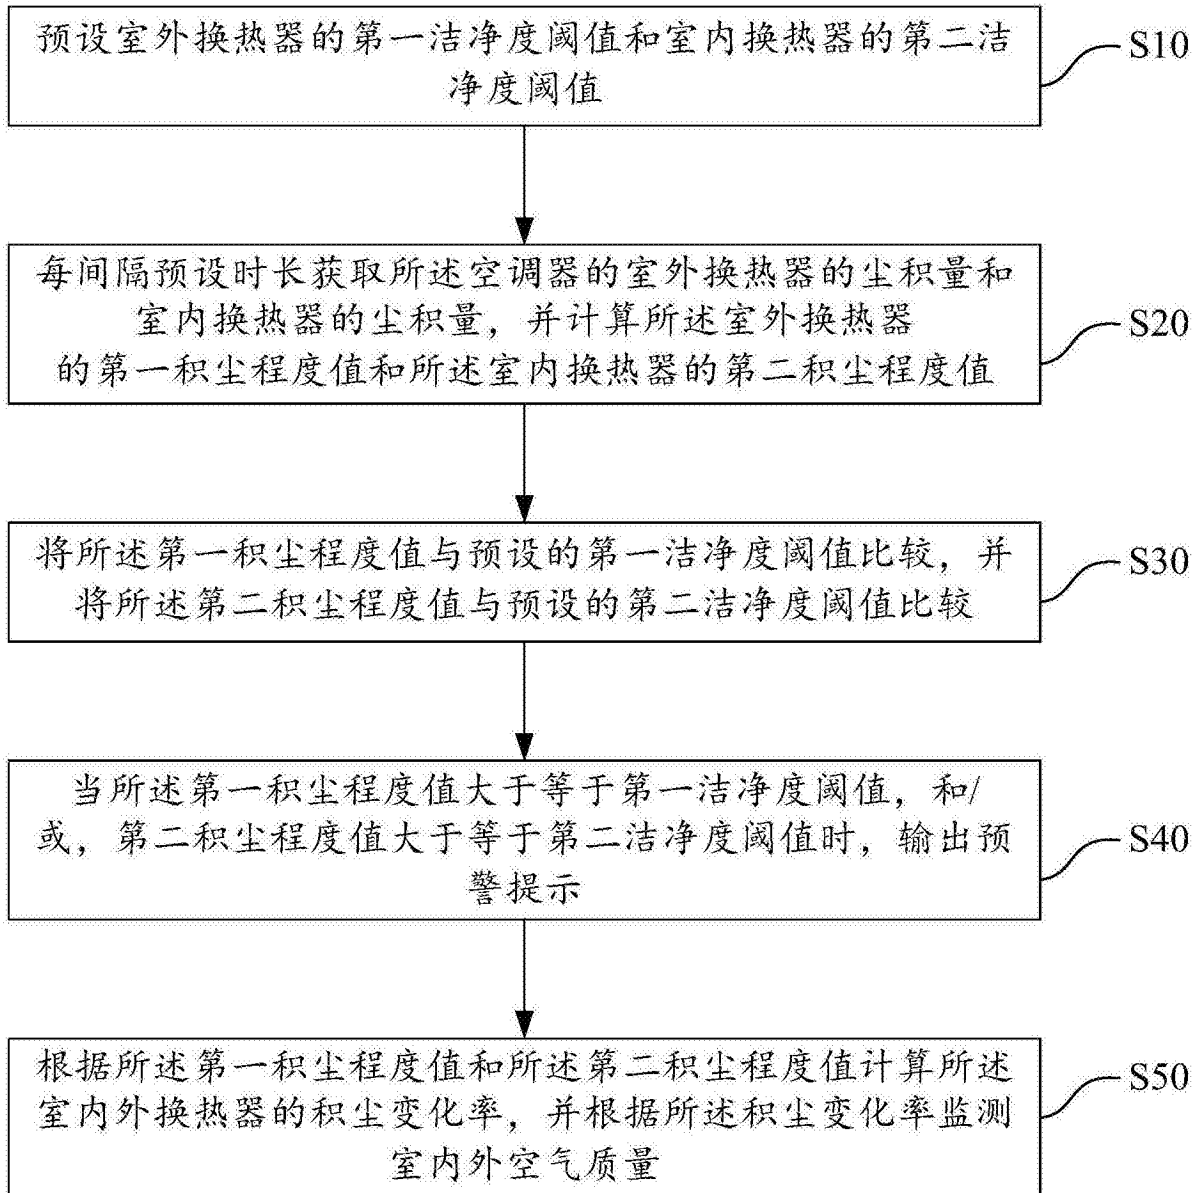 预设室外换热器的第一洁净度阈值和室内换热器的第二洁
净度阈值
S10
每间隔预设时长获取所述空调器的室外换热器的尘积量和
室内换热器的尘积量，并计算所述室外换热器
的第一积尘程度值和所述室内换热器的第二积尘程度值
S20
将所述第一积尘程度值与预设的第一洁净度阈值比较，并
将所述第二积尘程度值与预设的第二洁净度阈值比较
S30
当所述第一积尘程度值大于等于第一洁净度阈值，和/
或，第二积尘程度值大于等于第二洁净度阈值时，输出预
警提示
S40
根据所述第一积尘程度值和所述第二积尘程度值计算所述
室内外换热器的积尘变化率，并根据所述积尘变化率监测
室内外空气质量
S50